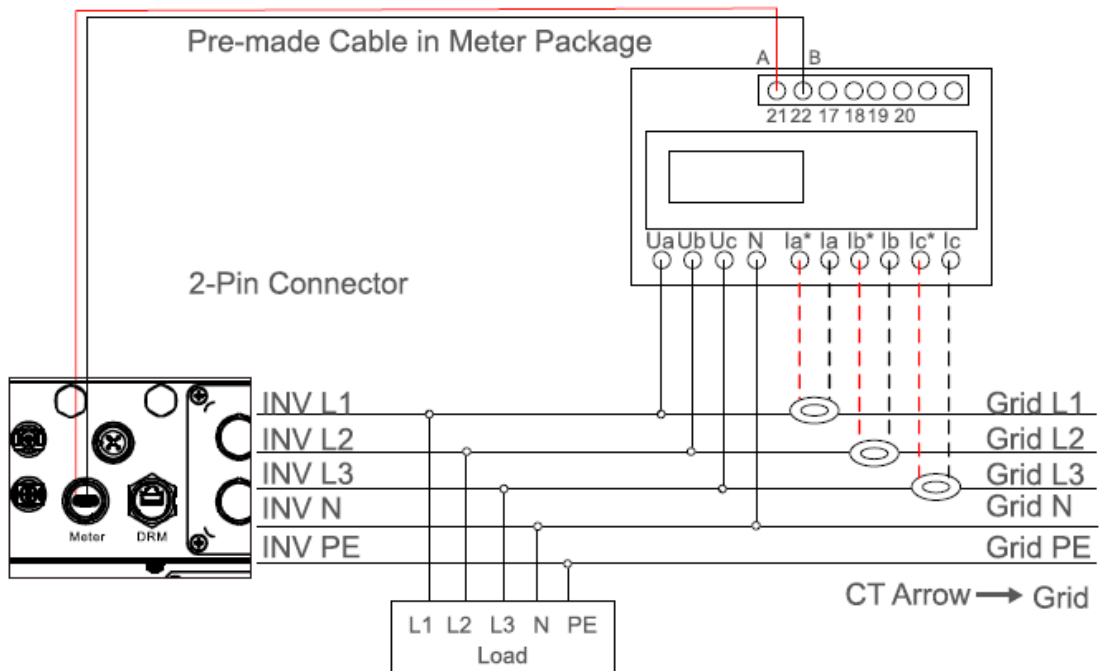 Pre-made Cable in Meter Package
A B
21 22 17 18 19 20
Ua Ub Uc N Ia* Ia Ib* Ib Ic* Ic
2-Pin Connector
INV L1 Grid L1
INV L2 Grid L2
INV L3 Grid L3
INV N Grid N
INV PE Grid PE
Meter DRM
CT Arrow → Grid
L1 L2 L3 N PE
Load